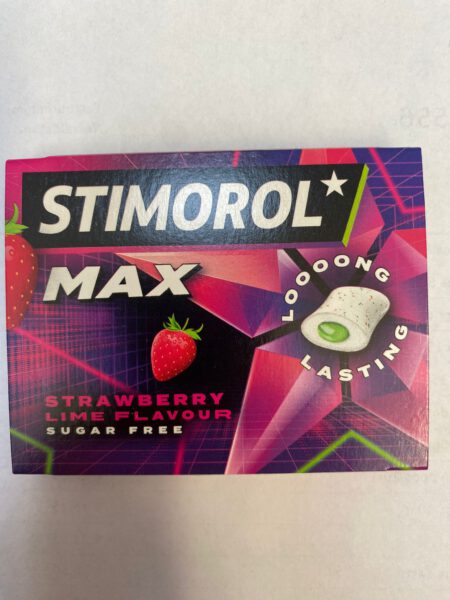 STIMOROL
MAX
LOOOONG
LASTING
STRAWBERRY
LIME FLAVOUR
SUGAR FREE